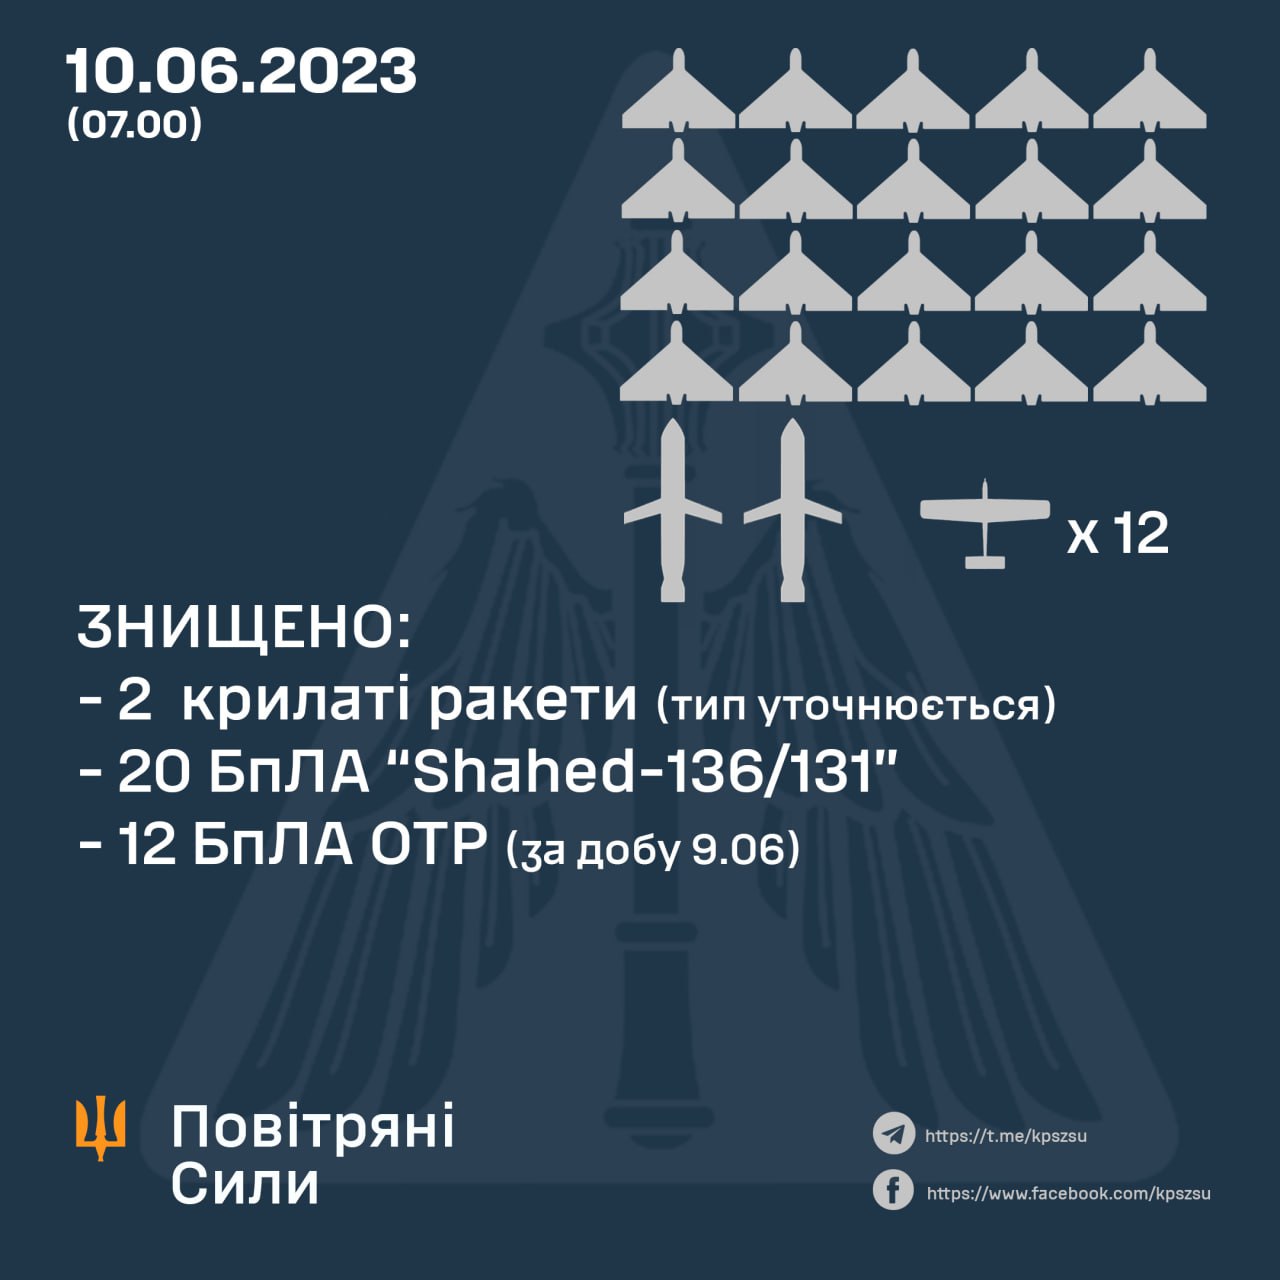 10.06.2023
(07.00)
x 12
ЗНИЩЕНО:
- 2 крилаті ракети (тип уточнюється)
- 20 БпЛА “Shahed-136/131”
- 12 БпЛА ОТР (за добу 9.06)
Повітряні
Сили
https://t.me/kpszsu
https://www.facebook.com/kpszsu